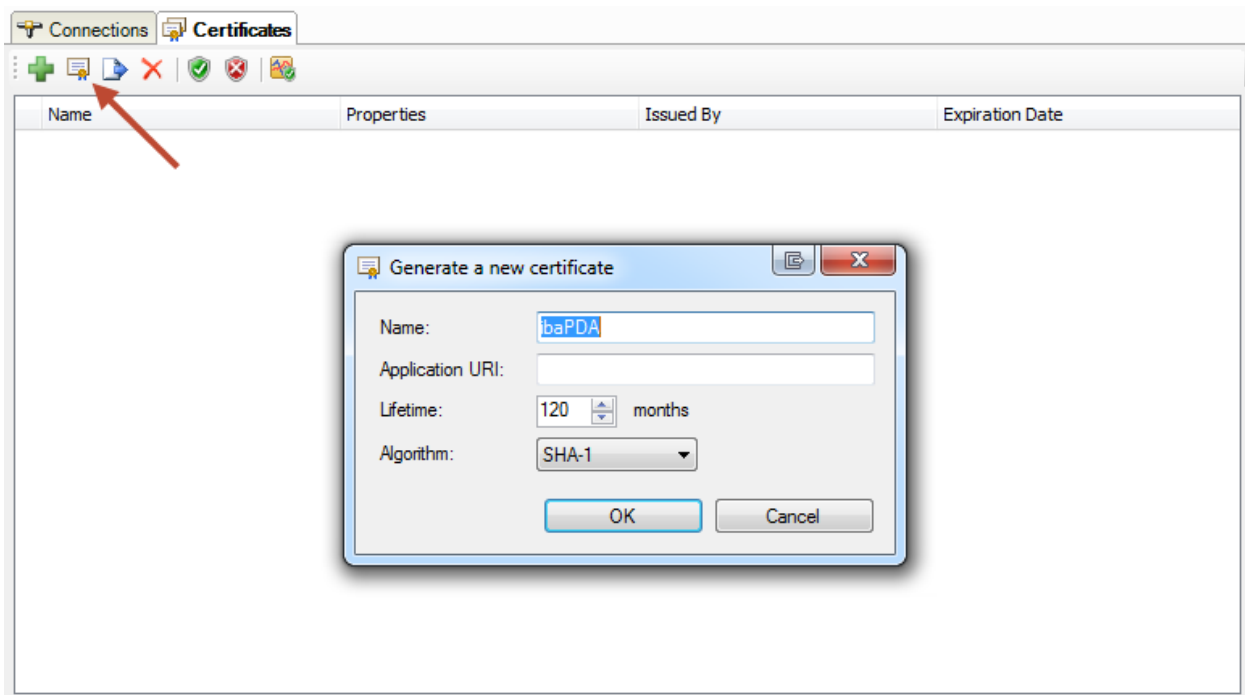 Connections Certificates
Name Properties Issued By Expiration Date
Generate a new certificate
Name: ibaPDA
Application URI:
Lifetime: 120 months
Algorithm: SHA-1
OK Cancel